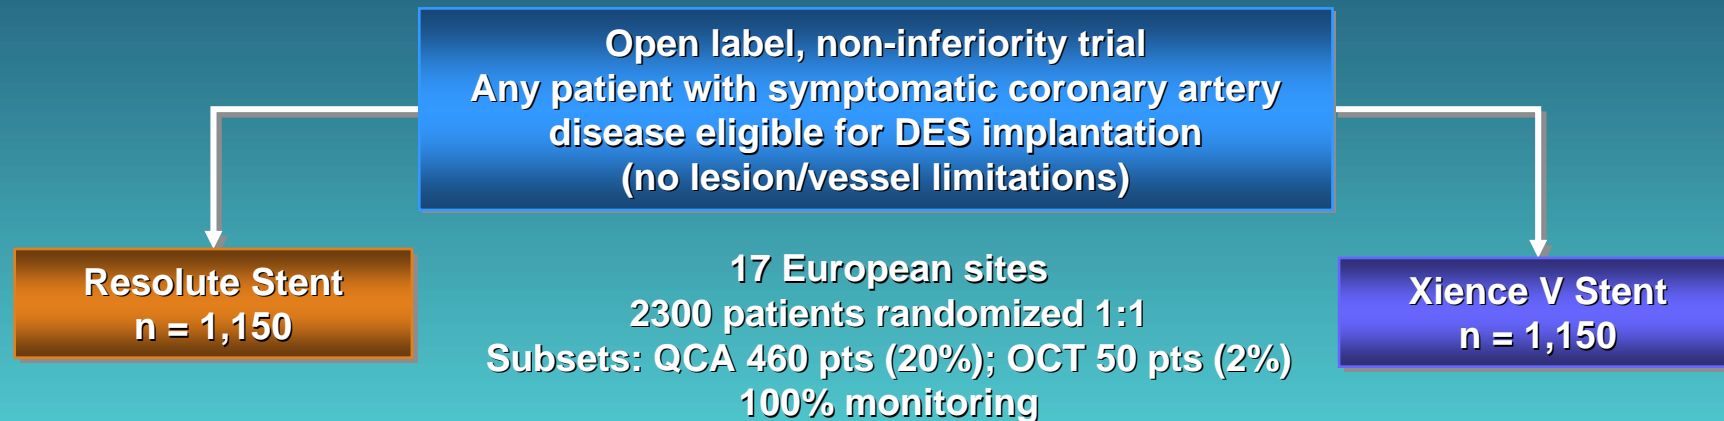 Open label, non-inferiority trial
Any patient with symptomatic coronary artery
disease eligible for DES implantation
(no lesion/vessel limitations)
Resolute Stent
n = 1,150
17 European sites
2300 patients randomized 1:1
Subsets: QCA 460 pts (20%); OCT 50 pts (2%)
100% monitoring
Xience V Stent
n = 1,150